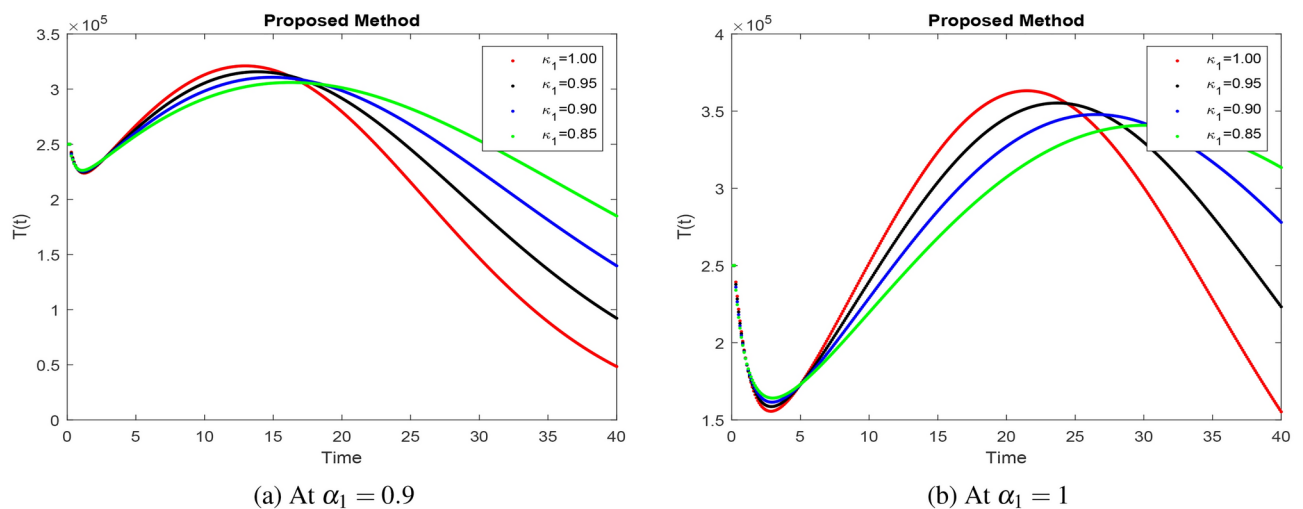 Proposed Method
×10⁵
3.5
3
2.5
2
1.5
1
0.5
0
T(t)
0 5 10 15 20 25 30 35 40
Time
κ₁=1.00
κ₁=0.95
κ₁=0.90
κ₁=0.85
(a) At α₁ = 0.9
Proposed Method
×10⁵
4
3.5
3
2.5
2
1.5
T(t)
0 5 10 15 20 25 30 35 40
Time
κ₁=1.00
κ₁=0.95
κ₁=0.90
κ₁=0.85
(b) At α₁ = 1